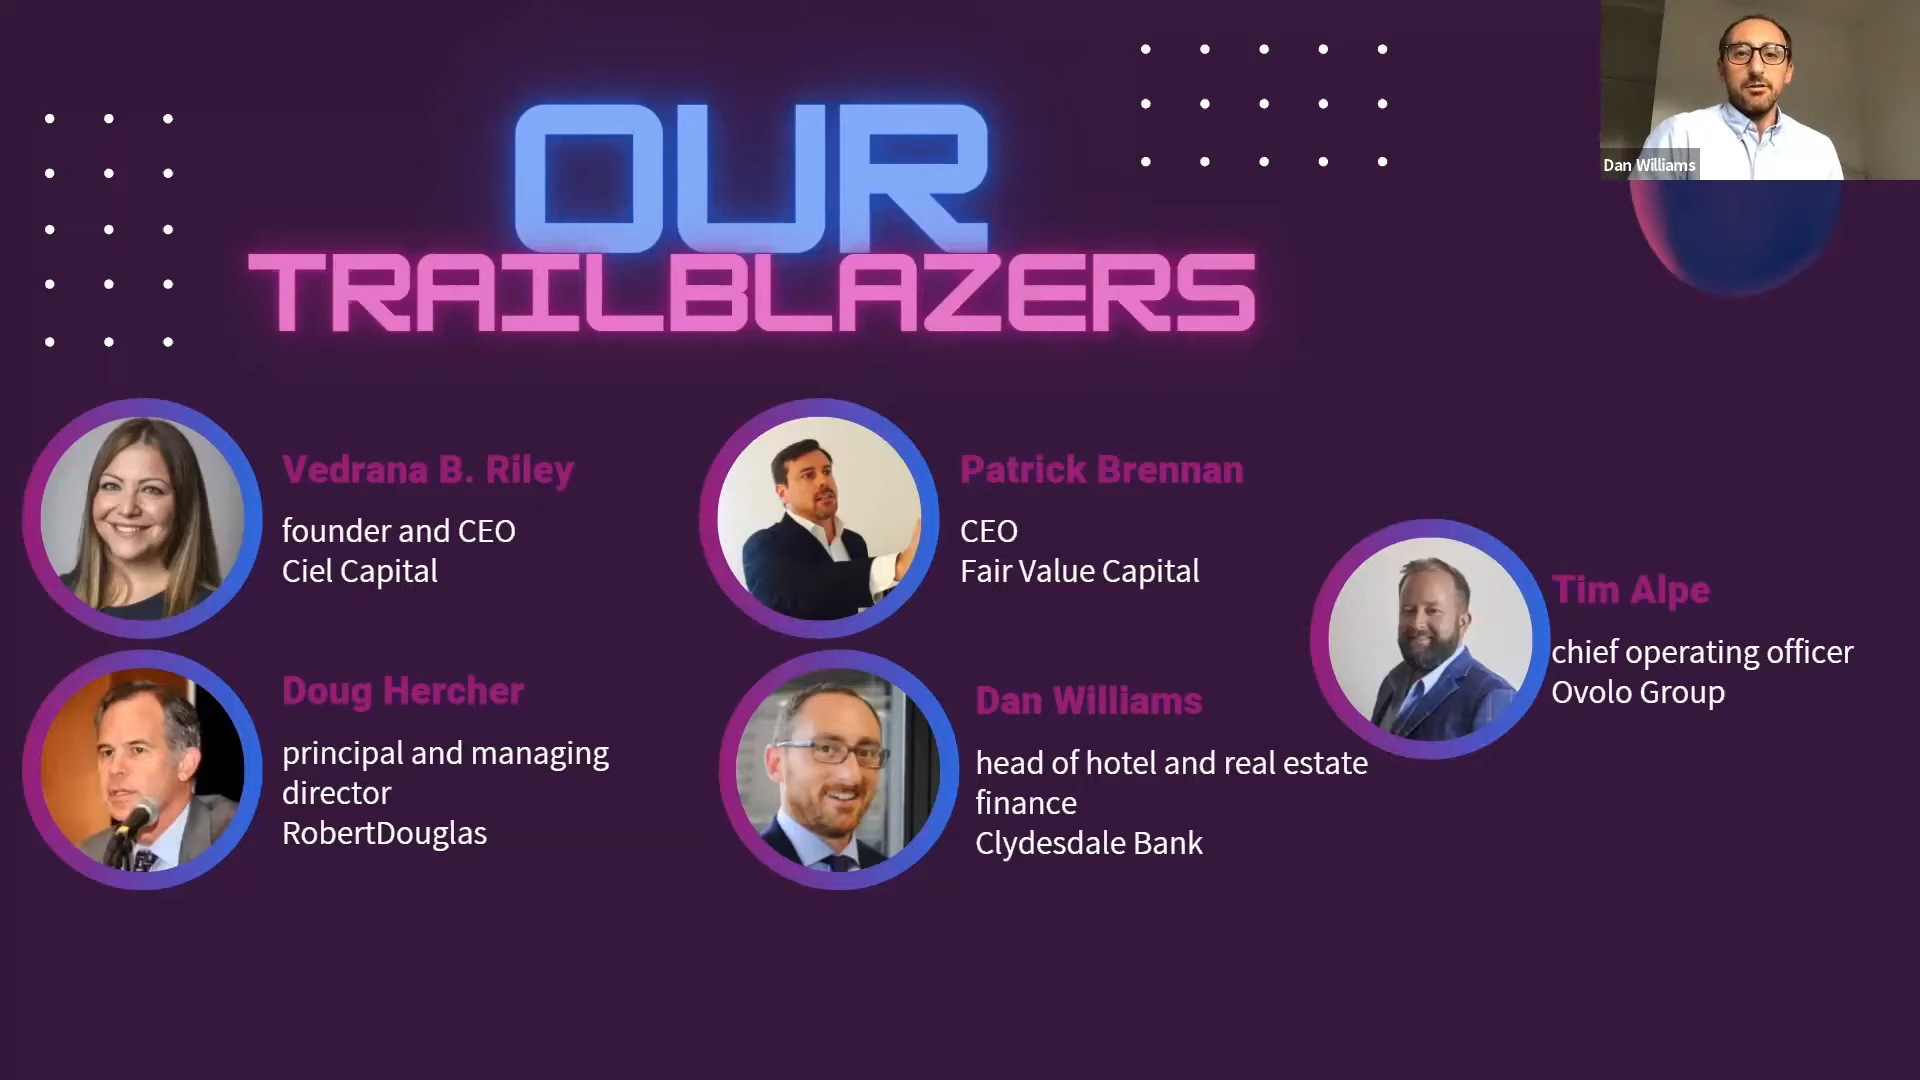 OUR
TRAILBLAZERS
Dan Williams
Vedrana B. Riley
founder and CEO
Ciel Capital
Patrick Brennan
CEO
Fair Value Capital
Tim Alpe
chief operating officer
Ovolo Group
Doug Hercher
principal and managing
director
RobertDouglas
Dan Williams
head of hotel and real estate
finance
Clydesdale Bank